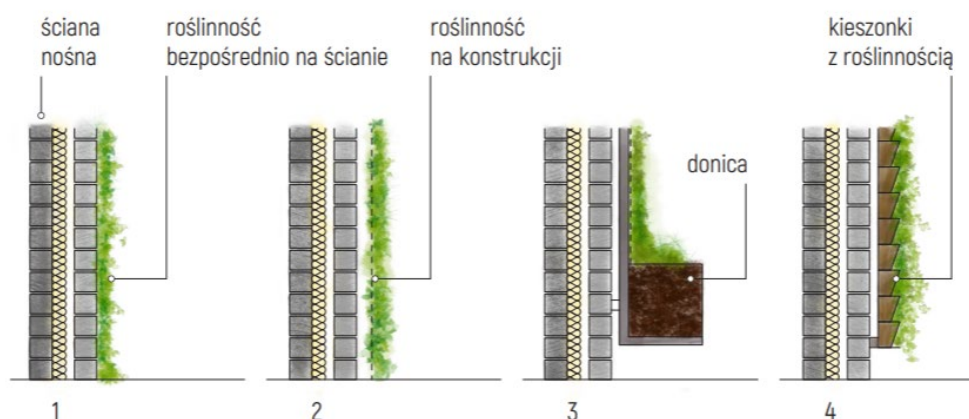 ściana
nośna
roślinność
bezpośrednio na ścianie
roślinność
na konstrukcji
kieszonki
z roślinnością
donica
1
2
3
4